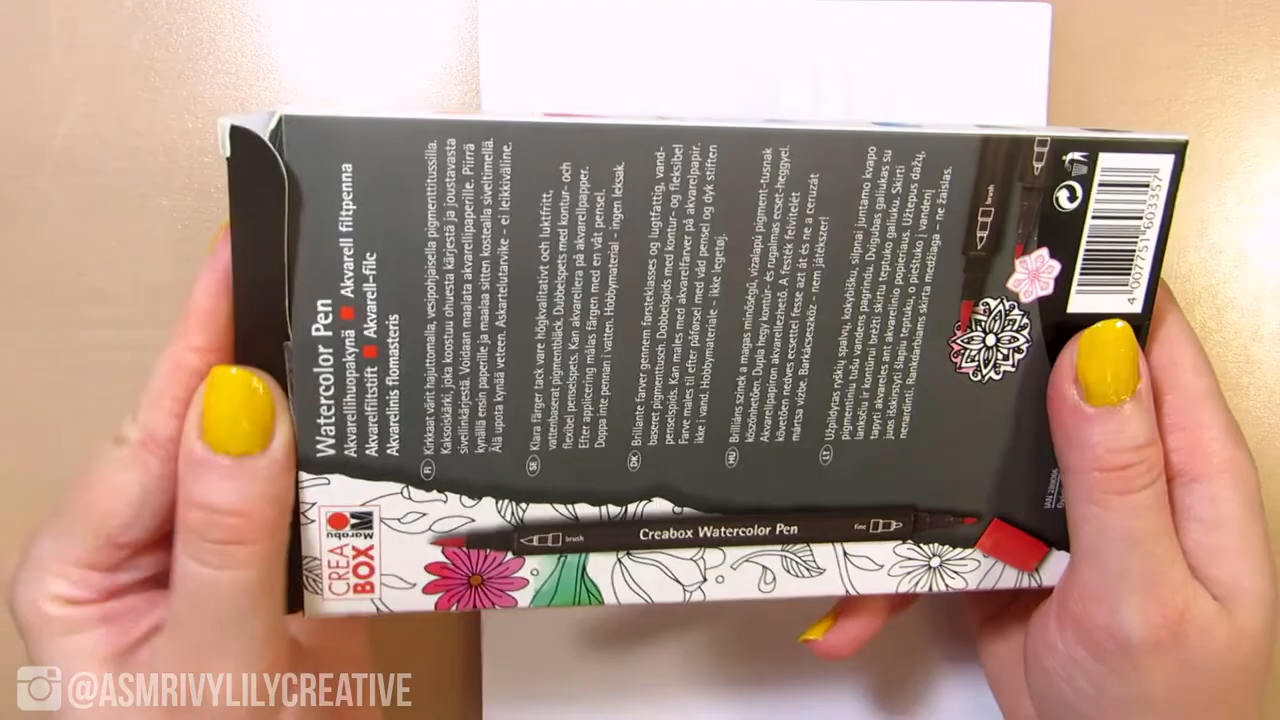 Watercolor Pen
Akvarellihuopakynä ■ Akvarell filtpenna
Akvarelfiltstift ■ Akvarell-filc
Akvarelinis flomasteris
FI Kirkkaat värit hajuttomalla, vesipohjaisella pigmenttitussilla.
Kaksoiskärki, joka koostuu ohuesta kärjestä ja joustavasta
sivellinkärjestä. Voidaan maalata akvarellipaperille. Piirrä
kynällä ensin paperille ja maalaa sitten kostealla siveltimellä.
Älä upota kynää veteen. Askartelutarvike - ei leikkiväline.
SE Klara färger tack vare högkvalitativt och luktfritt,
vattenbaserat pigmentbläck. Dubbelspets med kontur- och
flexibel penselspets. Kan akvarellera på akvarellpapper.
Efter applicering målas färgen med en våt pensel.
Doppa inte pennan i vatten. Hobbymaterial - ingen leksak.
DK Brillante farver gennem førsteklasses og lugtfattig, vand-
baseret pigmenttusch. Dobbeltspids med kontur- og fleksibel
penselspids. Kan males med akvarelfarver på akvarelpapir.
Farve males til efter påførsel med våd pensel og dyk stiften
ikke i vand. Hobbymateriale - ikke legetøj.
HU Brilliáns színek a magas minőségű, vízalapú pigment-tusnak
köszönhetően. Dupla hegy kontúr- és rugalmas ecset-heggyel.
Akvarellpapíron akvarellezhető. A festék felvitelét
követően nedves ecsettel fesse azt át és ne a ceruzát
mártsa vízbe. Barkácseszköz - nem játékszer!
LT Užpildyras ryškių spalvų, kokybišku, silpnai juntamo kvapo
pigmentiniu tušu vandens pagrindu. Dvigubas galiukas su
lanksčiu ir kontūrui brėžti skirtu teptuko galiuku. Skirti
tapyti akvareles ant akvarelinio popieriaus. Užtepus dažų,
juos išskirstyti šlapiu teptuku, o pieštuko į vandenį
nenardinti. Rankdarbiams skirta medžiaga - ne žaislas.
brush
4 007751 603357
CREA
BOX
Marabu
brush
Creabox Watercolor Pen
fine
@ASMRIVYLILYCREATIVE